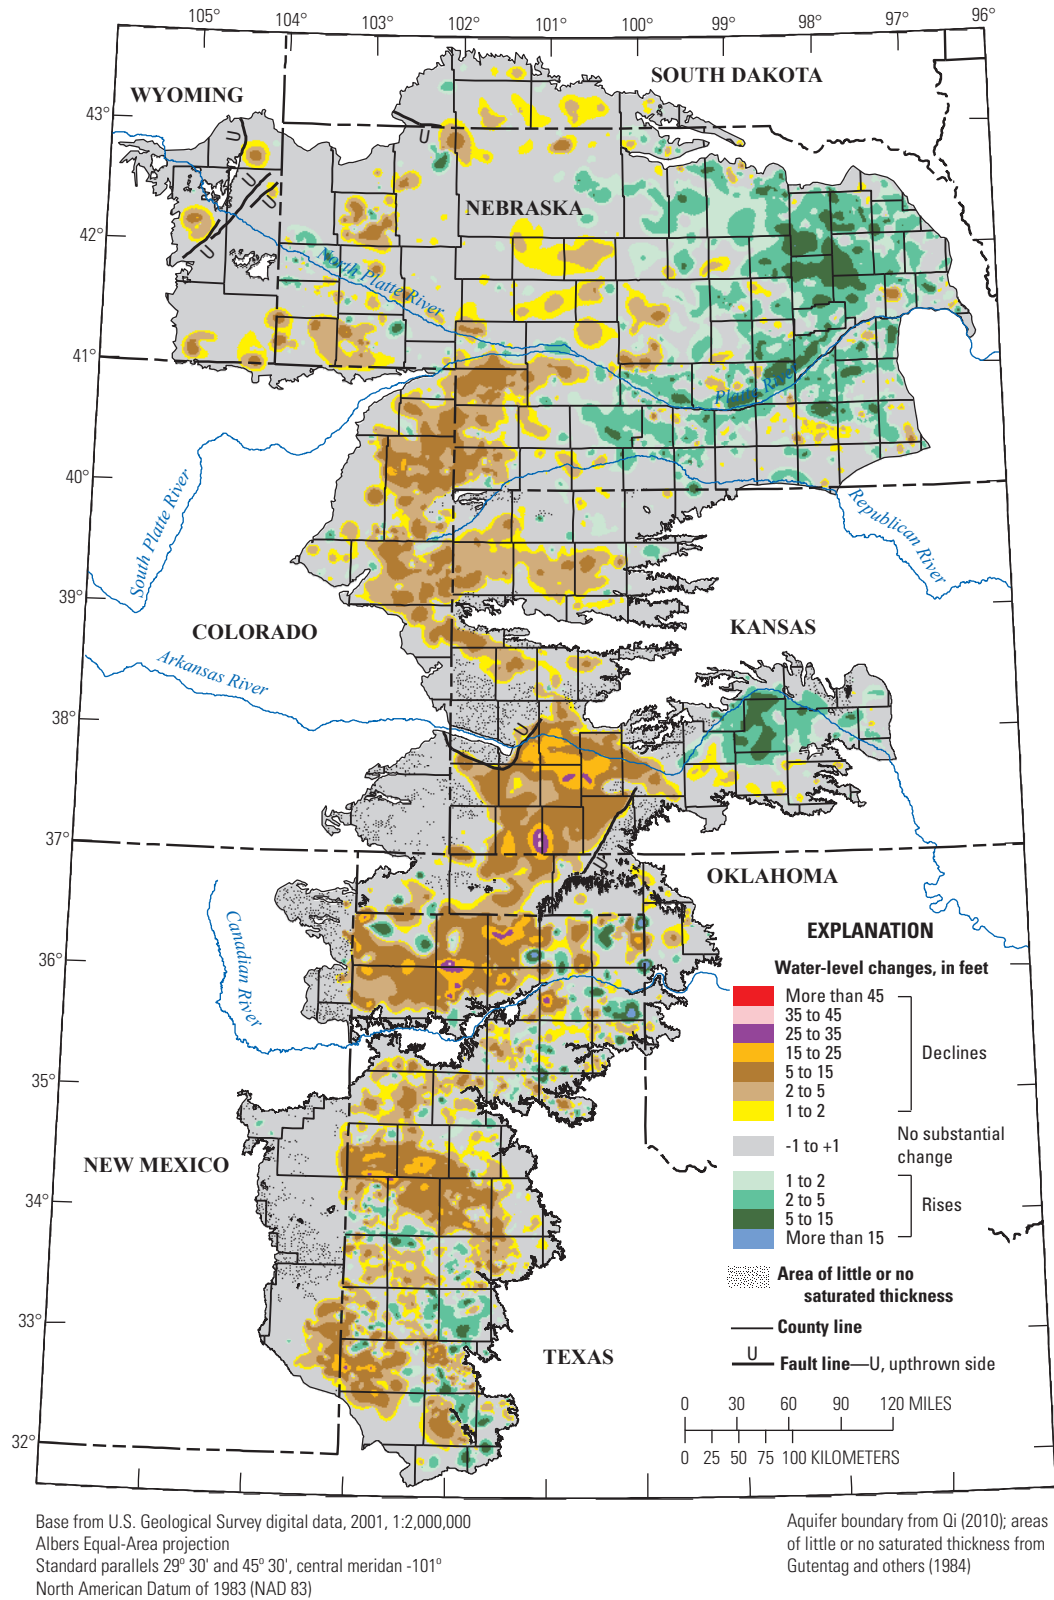 105°
104°
103°
102°
101°
100°
99°
98°
97°
96°
SOUTH DAKOTA
WYOMING
43°
U
U
U
U
U
NEBRASKA
42°
North Platte River
41°
Platte River
40°
South Platte River
Republican River
39°
COLORADO
KANSAS
Arkansas River
38°
U
37°
U
OKLAHOMA
Canadian River
EXPLANATION
36°
Water-level changes, in feet
More than 45
35 to 45
25 to 35
15 to 25
5 to 15
2 to 5
1 to 2
Declines
35°
-1 to +1
No substantial
change
NEW MEXICO
1 to 2
2 to 5
5 to 15
More than 15
Rises
34°
Area of little or no
saturated thickness
33°
County line
TEXAS
U
Fault line—U, upthrown side
0 30 60 90 120 MILES
0 25 50 75 100 KILOMETERS
32°
Base from U.S. Geological Survey digital data, 2001, 1:2,000,000
Albers Equal-Area projection
Standard parallels 29° 30' and 45° 30', central meridan -101°
North American Datum of 1983 (NAD 83)
Aquifer boundary from Qi (2010); areas
of little or no saturated thickness from
Gutentag and others (1984)